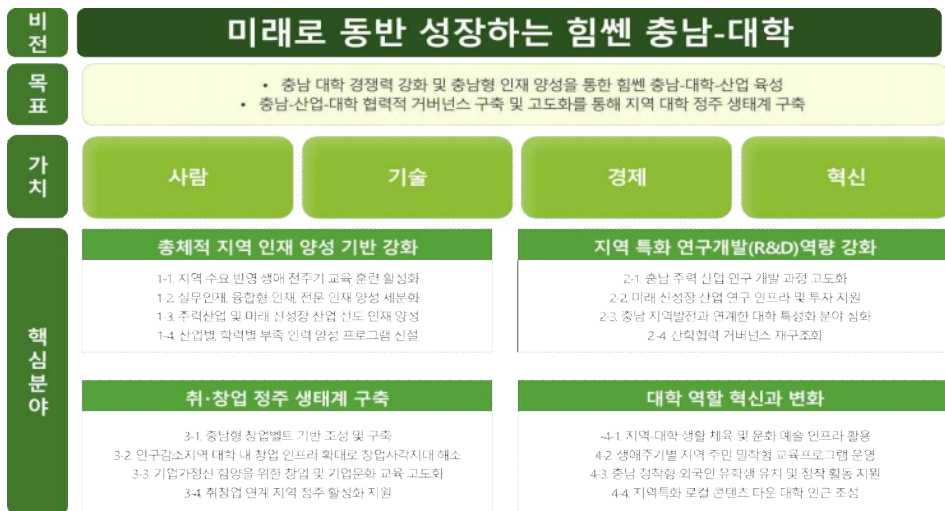 비전
미래로 동반 성장하는 힘쎈 충남-대학
목표
• 충남 대학 경쟁력 강화 및 충남형 인재 양성을 통한 힘쎈 충남-대학-산업 육성
• 충남-산업-대학 협력적 거버넌스 구축 및 고도화를 통해 지역 대학 정주 생태계 구축
가치
사람
기술
경제
혁신
핵심분야
총체적 지역 인재 양성 기반 강화
1-1. 지역 수요 반영 생애 전주기 교육 훈련 활성화
1-2. 실무인재, 융합형 인재, 전문 인재 양성 세분화
1-3. 주력산업 및 미래 신성장 산업 선도 인재 양성
1-4. 산업별, 학력별 부족 인력 양성 프로그램 신설
지역 특화 연구개발(R&D)역량 강화
2-1. 충남 주력 산업 연구 개발 과정 고도화
2-2. 미래 신성장 산업 연구 인프라 및 투자 지원
2-3. 충남 지역발전과 연계한 대학 특성화 분야 심화
2-4. 산학협력 거버넌스 재구조화
취·창업 정주 생태계 구축
3-1. 충남형 창업벨트 기반 조성 및 구축
3-2. 인구감소지역 대학 내 창업 인프라 확대로 창업사각지대 해소
3-3. 기업가정신 함양을 위한 창업 및 기업문화 교육 고도화
3-4. 취창업 연계 지역 정주 활성화 지원
대학 역할 혁신과 변화
-4-1. 지역-대학 생활 체육 및 문화 예술 인프라 활용
4-2. 생애주기별 지역 주민 밀착형 교육프로그램 운영
4-3. 충남 정착형 외국인 유학생 유치 및 정착 활동 지원
4-4. 지역특화 로컬 콘텐츠 타운 대학 인근 조성